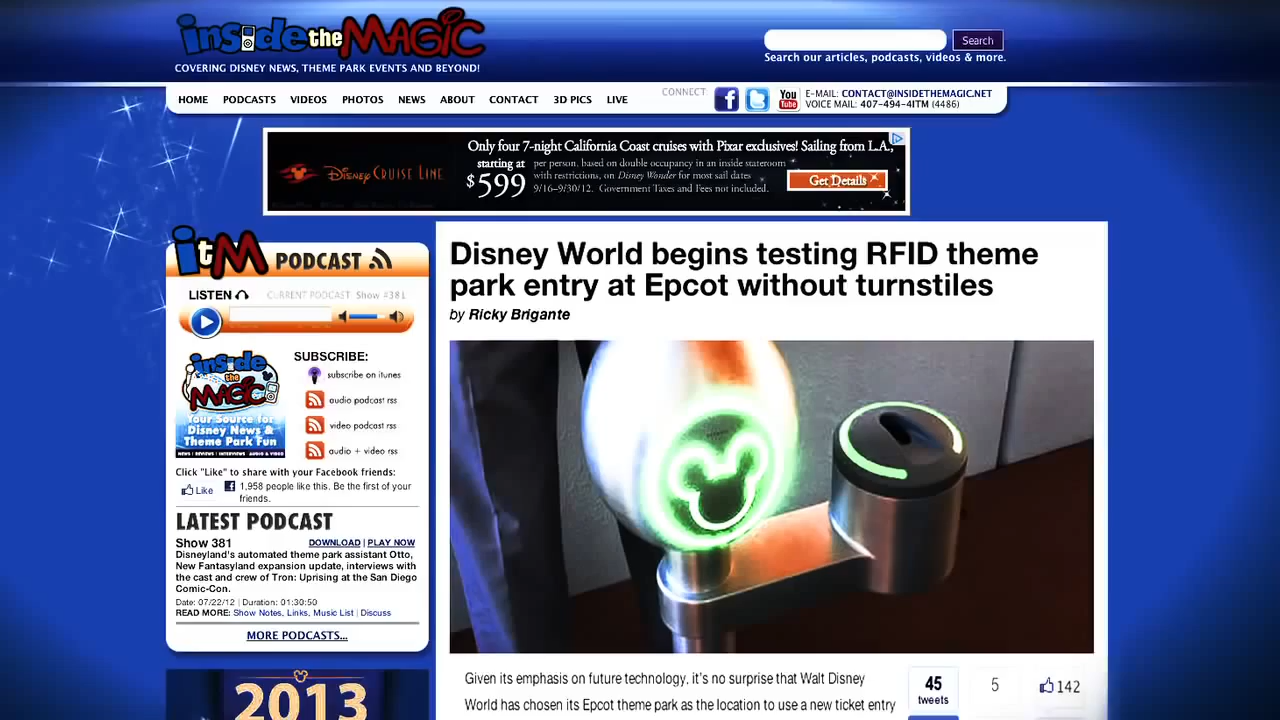 inside the MAGIC
COVERING DISNEY NEWS, THEME PARK EVENTS AND BEYOND!
Search
Search our articles, podcasts, videos & more.
HOME PODCASTS VIDEOS PHOTOS NEWS ABOUT CONTACT 3D PICS LIVE
CONNECT:
You Tube
E-MAIL: CONTACT@INSIDETHEMAGIC.NET
VOICE MAIL: 407-494-4ITM (4486)
Only four 7-night California Coast cruises with Pixar exclusives! Sailing from L.A.,
DISNEY CRUISE LINE
starting at
$599
per person, based on double occupancy in an inside stateroom
with restrictions, on Disney Wonder for most sail dates
9/16–9/30/12. Government Taxes and Fees not included.
Get Details
itM PODCAST
LISTEN CURRENT PODCAST: Show #381
inside the MAGIC
Your Source for
Disney News &
Theme Park Fun
NEWS | REVIEWS | INTERVIEWS AUDIO & VIDEO
SUBSCRIBE:
subscribe on itunes
audio podcast rss
video podcast rss
audio + video rss
Click "Like" to share with your Facebook friends:
Like 1,958 people like this. Be the first of your
friends.
LATEST PODCAST
Show 381 DOWNLOAD | PLAY NOW
Disneyland's automated theme park assistant Otto,
New Fantasyland expansion update, interviews with
the cast and crew of Tron: Uprising at the San Diego
Comic-Con.
Date: 07/22/12 | Duration: 01:30:50
READ MORE: Show Notes, Links, Music List | Discuss
MORE PODCASTS...
2013
Disney World begins testing RFID theme
park entry at Epcot without turnstiles
by Ricky Brigante
Given its emphasis on future technology, it's no surprise that Walt Disney
World has chosen its Epcot theme park as the location to use a new ticket entry
45
tweets
5
142